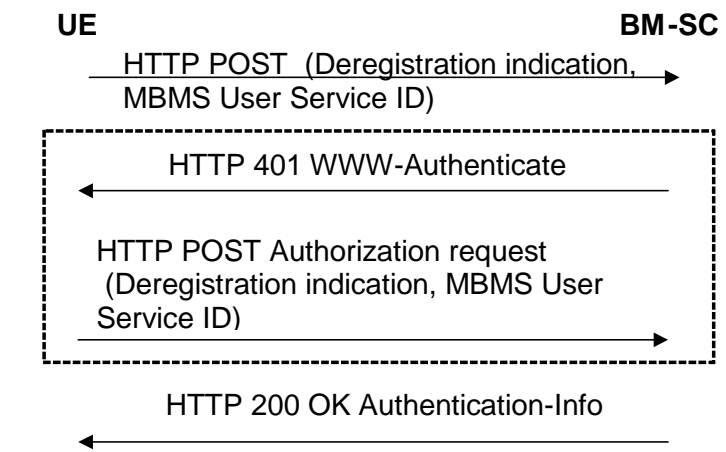 UE BM-SC
HTTP POST (Deregistration indication,
MBMS User Service ID)
HTTP 401 WWW-Authenticate
HTTP POST Authorization request
(Deregistration indication, MBMS User
Service ID)
HTTP 200 OK Authentication-Info